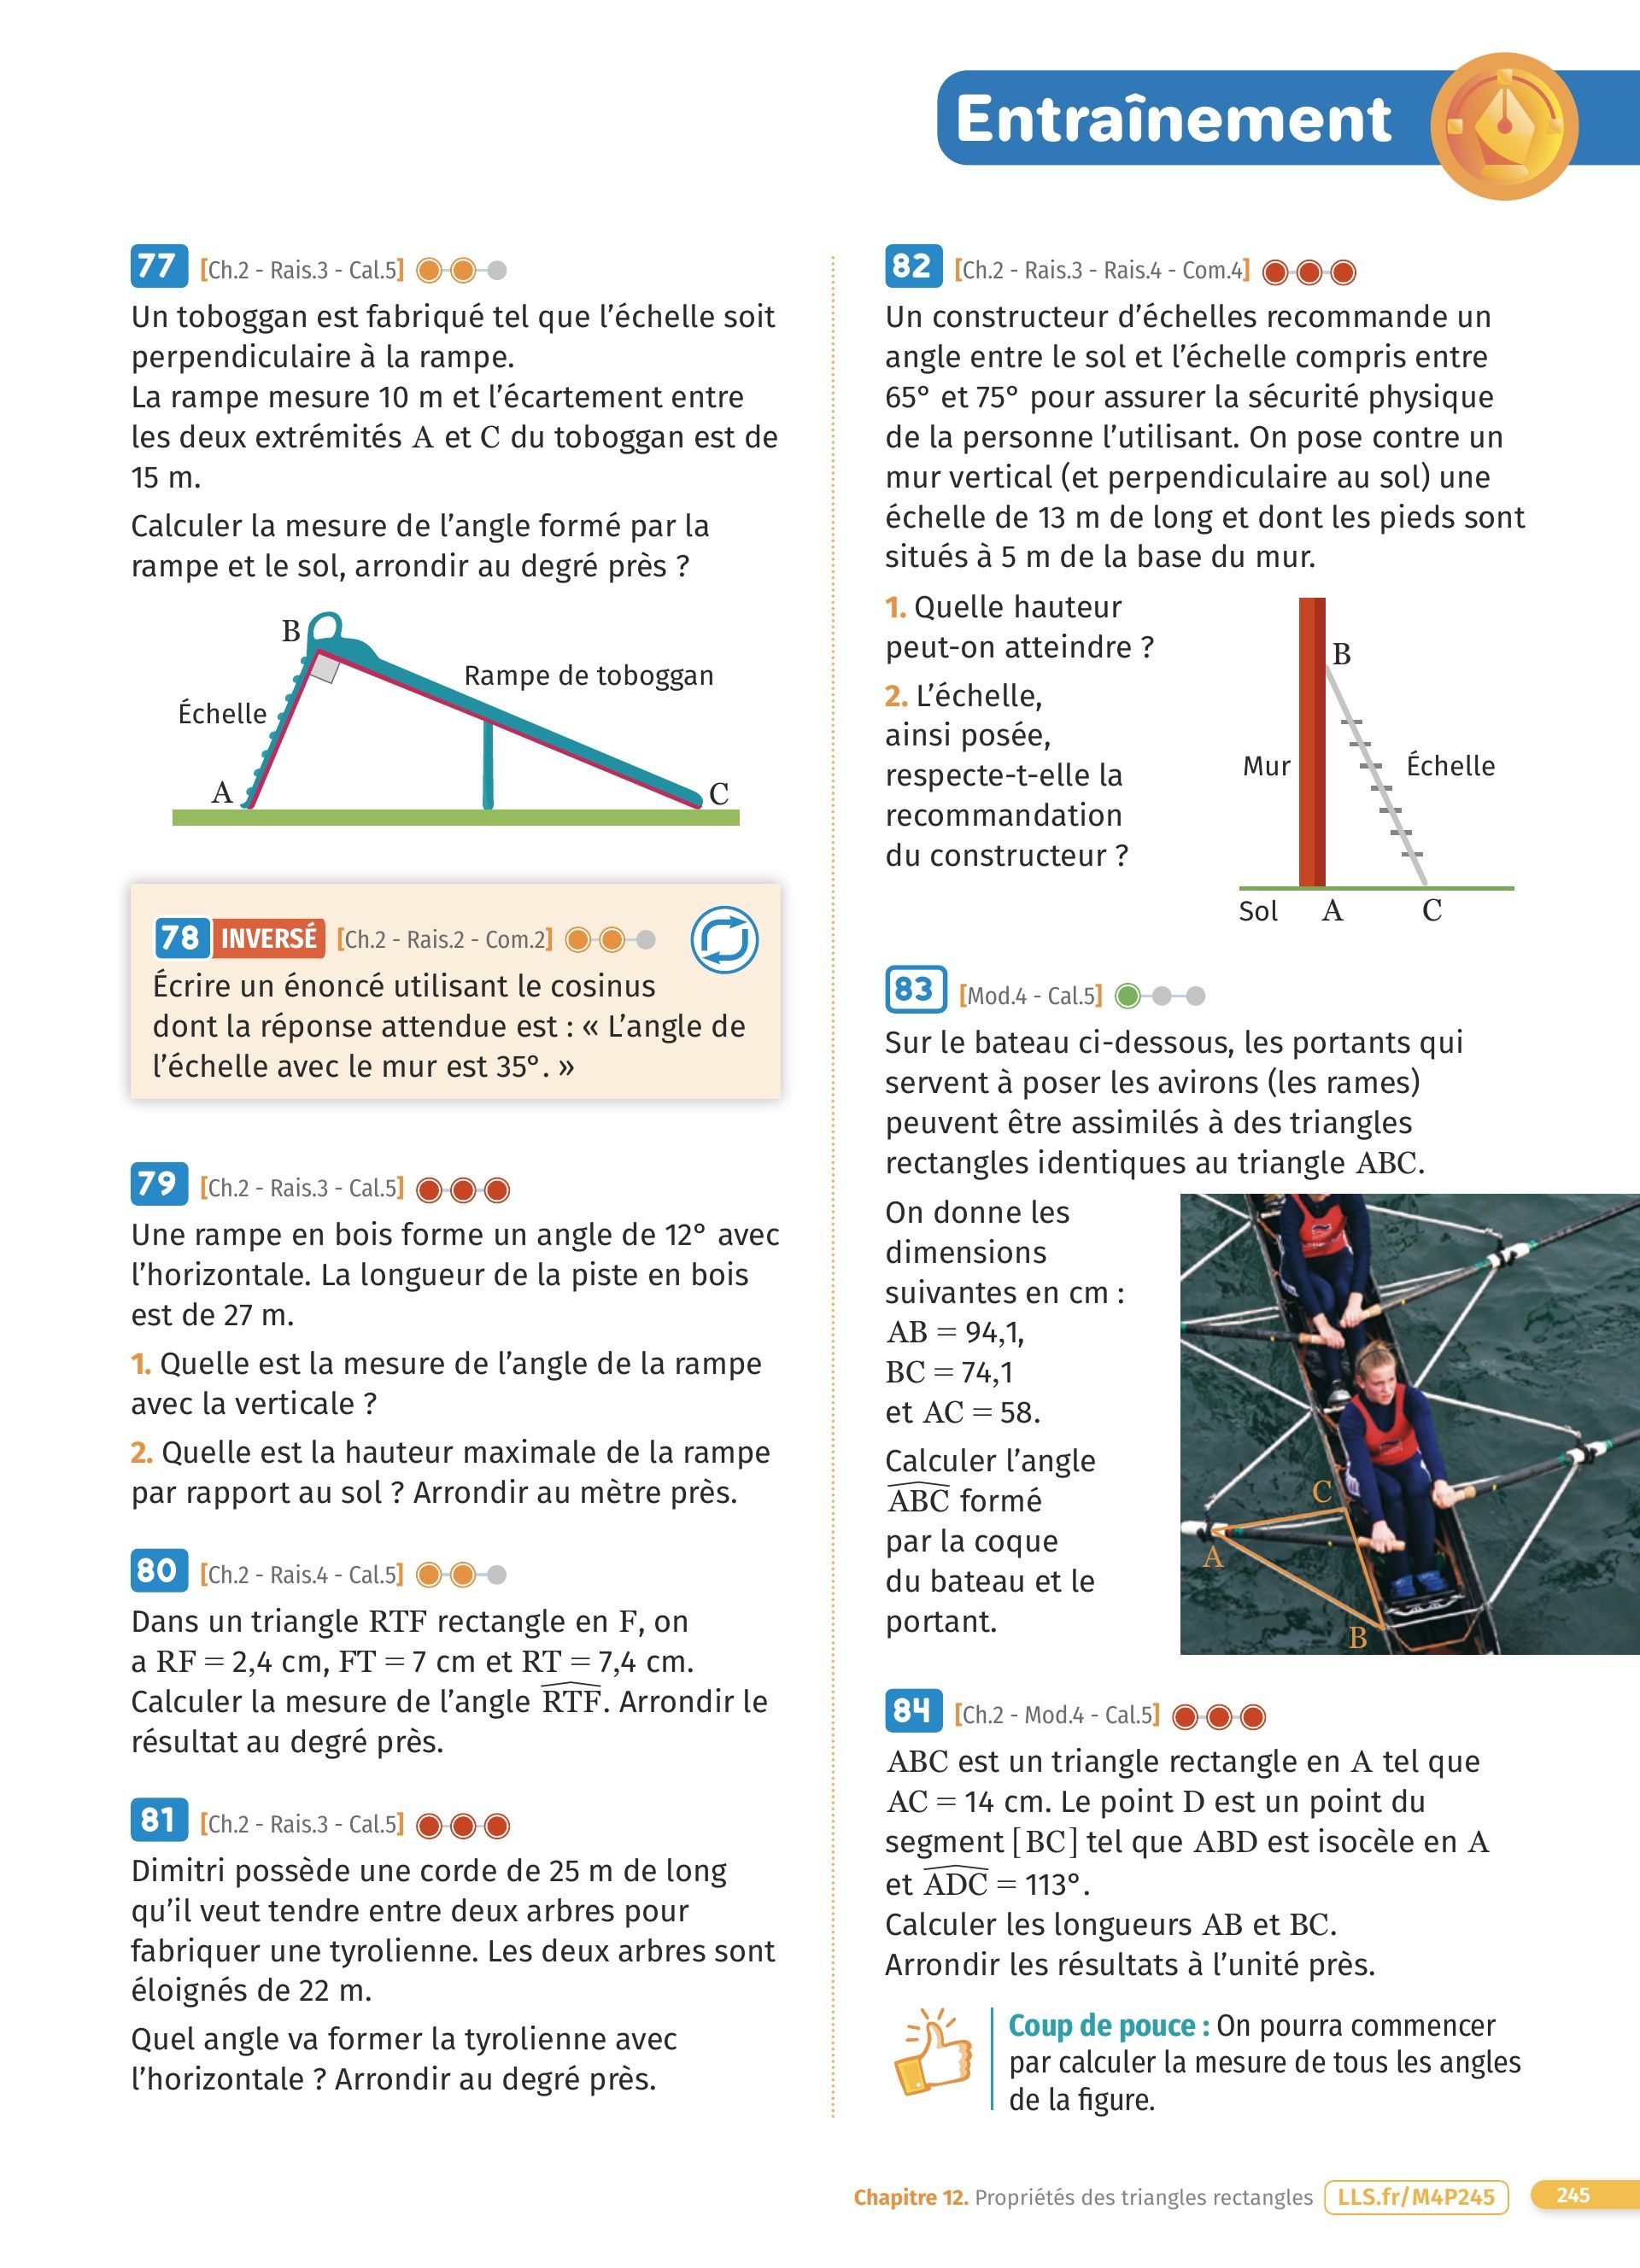 Entraînement
77 [Ch.2 - Rais.3 - Cal.5]
Un toboggan est fabriqué tel que l’échelle soit
perpendiculaire à la rampe.
La rampe mesure 10 m et l’écartement entre
les deux extrémités A et C du toboggan est de
15 m.
Calculer la mesure de l’angle formé par la
rampe et le sol, arrondir au degré près ?
B
Rampe de toboggan
Échelle
A
C
78 INVERSÉ [Ch.2 - Rais.2 - Com.2]
Écrire un énoncé utilisant le cosinus
dont la réponse attendue est : « L’angle de
l’échelle avec le mur est 35°. »
79 [Ch.2 - Rais.3 - Cal.5]
Une rampe en bois forme un angle de 12° avec
l’horizontale. La longueur de la piste en bois
est de 27 m.
1. Quelle est la mesure de l’angle de la rampe
avec la verticale ?
2. Quelle est la hauteur maximale de la rampe
par rapport au sol ? Arrondir au mètre près.
80 [Ch.2 - Rais.4 - Cal.5]
Dans un triangle RTF rectangle en F, on
a RF = 2,4 cm, FT = 7 cm et RT = 7,4 cm.
Calculer la mesure de l’angle RTF. Arrondir le
résultat au degré près.
81 [Ch.2 - Rais.3 - Cal.5]
Dimitri possède une corde de 25 m de long
qu’il veut tendre entre deux arbres pour
fabriquer une tyrolienne. Les deux arbres sont
éloignés de 22 m.
Quel angle va former la tyrolienne avec
l’horizontale ? Arrondir au degré près.
82 [Ch.2 - Rais.3 - Rais.4 - Com.4]
Un constructeur d’échelles recommande un
angle entre le sol et l’échelle compris entre
65° et 75° pour assurer la sécurité physique
de la personne l’utilisant. On pose contre un
mur vertical (et perpendiculaire au sol) une
échelle de 13 m de long et dont les pieds sont
situés à 5 m de la base du mur.
1. Quelle hauteur
peut-on atteindre ?
2. L’échelle,
ainsi posée,
respecte-t-elle la
recommandation
du constructeur ?
B
Mur
Échelle
Sol
A
C
83 [Mod.4 - Cal.5]
Sur le bateau ci-dessous, les portants qui
servent à poser les avirons (les rames)
peuvent être assimilés à des triangles
rectangles identiques au triangle ABC.
On donne les
dimensions
suivantes en cm :
AB = 94,1,
BC = 74,1
et AC = 58.
Calculer l’angle
ABC formé
par la coque
du bateau et le
portant.
C
A
B
84 [Ch.2 - Mod.4 - Cal.5]
ABC est un triangle rectangle en A tel que
AC = 14 cm. Le point D est un point du
segment [BC] tel que ABD est isocèle en A
et ADC = 113°.
Calculer les longueurs AB et BC.
Arrondir les résultats à l’unité près.
Coup de pouce : On pourra commencer
par calculer la mesure de tous les angles
de la figure.
Chapitre 12. Propriétés des triangles rectangles LLS.fr/M4P245 245